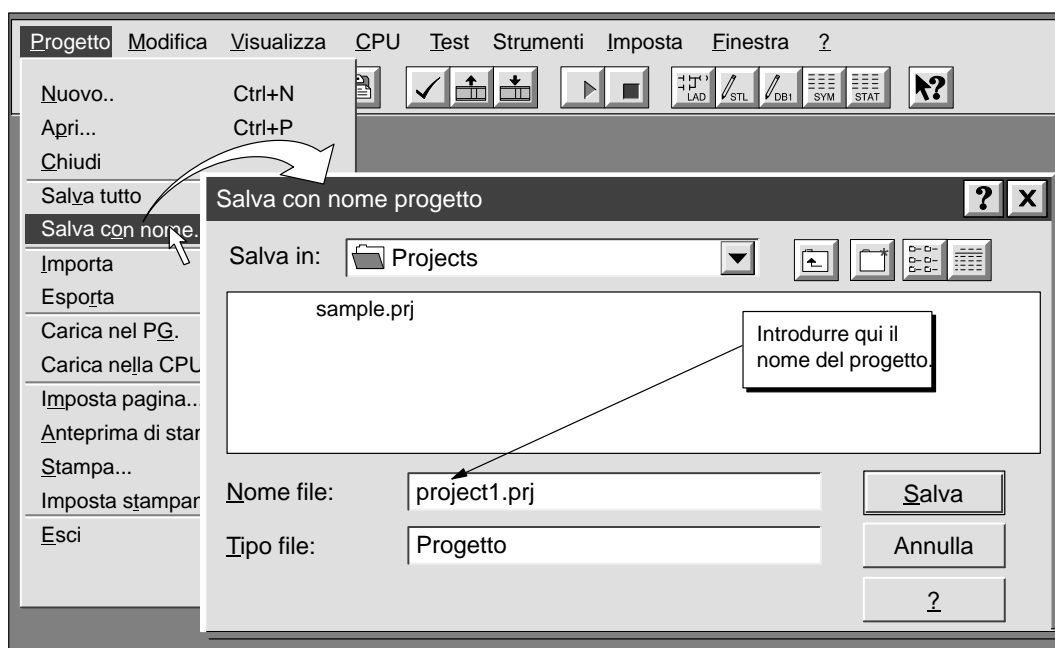 Progetto Modifica Visualizza CPU Test Strumenti Imposta Finestra ?
LAD STL DB1 SYM STAT ?
Nuovo.. Ctrl+N
Apri... Ctrl+P
Chiudi
Salva tutto
Salva con nome.
Importa
Esporta
Carica nel PG.
Carica nella CPU
Imposta pagina...
Anteprima di star
Stampa...
Imposta stampar
Esci
Salva con nome progetto ? X
Salva in: Projects
sample.prj
Introdurre qui il
nome del progetto.
Nome file: project1.prj Salva
Tipo file: Progetto Annulla
?